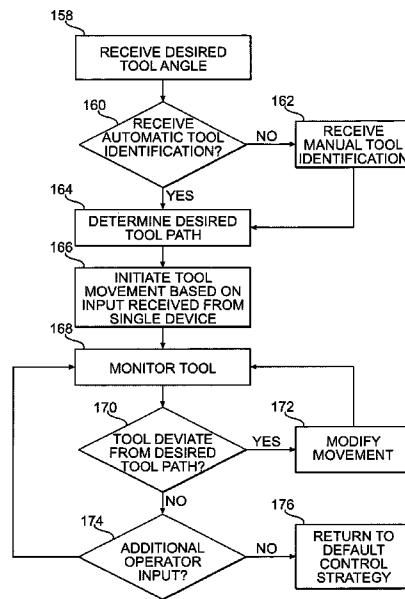 158
RECEIVE DESIRED
TOOL ANGLE
160
RECEIVE
AUTOMATIC TOOL
IDENTIFICATION?
NO
162
RECEIVE
MANUAL TOOL
IDENTIFICATION
YES
164
DETERMINE DESIRED
TOOL PATH
166
INITIATE TOOL
MOVEMENT BASED ON
INPUT RECEIVED FROM
SINGLE DEVICE
168
MONITOR TOOL
170
TOOL DEVIATE
FROM DESIRED
TOOL PATH?
YES
172
MODIFY
MOVEMENT
NO
174
ADDITIONAL
OPERATOR
INPUT?
NO
176
RETURN TO
DEFAULT
CONTROL
STRATEGY